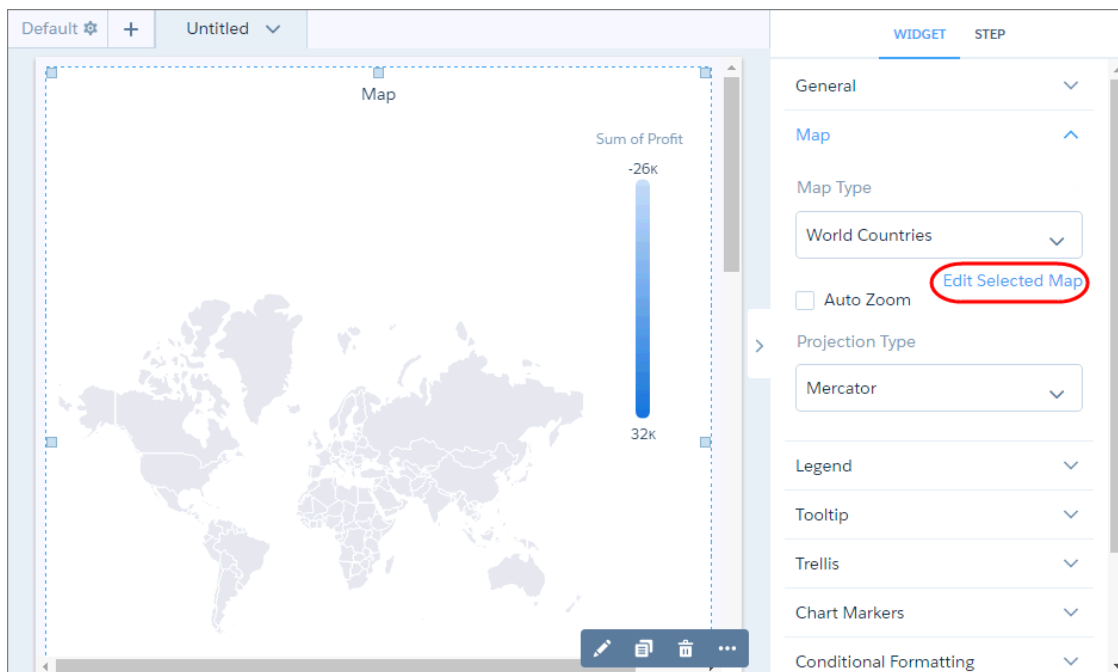 Default
Untitled
WIDGET
STEP
Map
Sum of Profit
-26K
32K
General
Map
Map Type
World Countries
Edit Selected Map
Auto Zoom
Projection Type
Mercator
Legend
Tooltip
Trellis
Chart Markers
Conditional Formatting